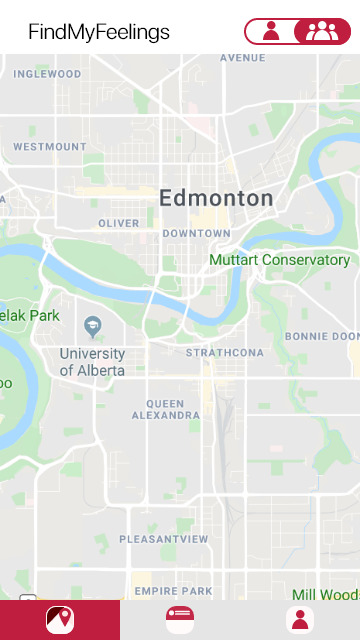 FindMyFeelings
AVENUE
INGLEWOOD
WESTMOUNT
A
Edmonton
OLIVER
DOWNTOWN
Muttart Conservatory
elak Park
BONNIE DOON
University
of Alberta
STRATHCONA
oo
QUEEN
ALEXANDRA
PLEASANTVIEW
EMPIRE PARK
Mill Woods